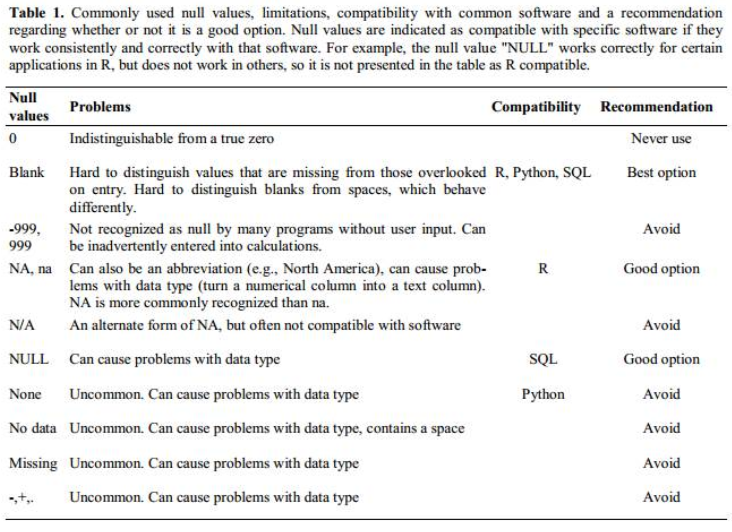 Table 1. Commonly used null values, limitations, compatibility with common software and a recommendation
regarding whether or not it is a good option. Null values are indicated as compatible with specific software if they
work consistently and correctly with that software. For example, the null value "NULL" works correctly for certain
applications in R, but does not work in others, so it is not presented in the table as R compatible.
Null
values Problems Compatibility Recommendation
0 Indistinguishable from a true zero Never use
Blank Hard to distinguish values that are missing from those overlooked R, Python, SQL Best option
on entry. Hard to distinguish blanks from spaces, which behave
differently.
-999, Not recognized as null by many programs without user input. Can Avoid
999 be inadvertently entered into calculations.
NA, na Can also be an abbreviation (e.g., North America), can cause prob- R Good option
lems with data type (turn a numerical column into a text column).
NA is more commonly recognized than na.
N/A An alternate form of NA, but often not compatible with software Avoid
NULL Can cause problems with data type SQL Good option
None Uncommon. Can cause problems with data type Python Avoid
No data Uncommon. Can cause problems with data type, contains a space Avoid
Missing Uncommon. Can cause problems with data type Avoid
-,+,. Uncommon. Can cause problems with data type Avoid